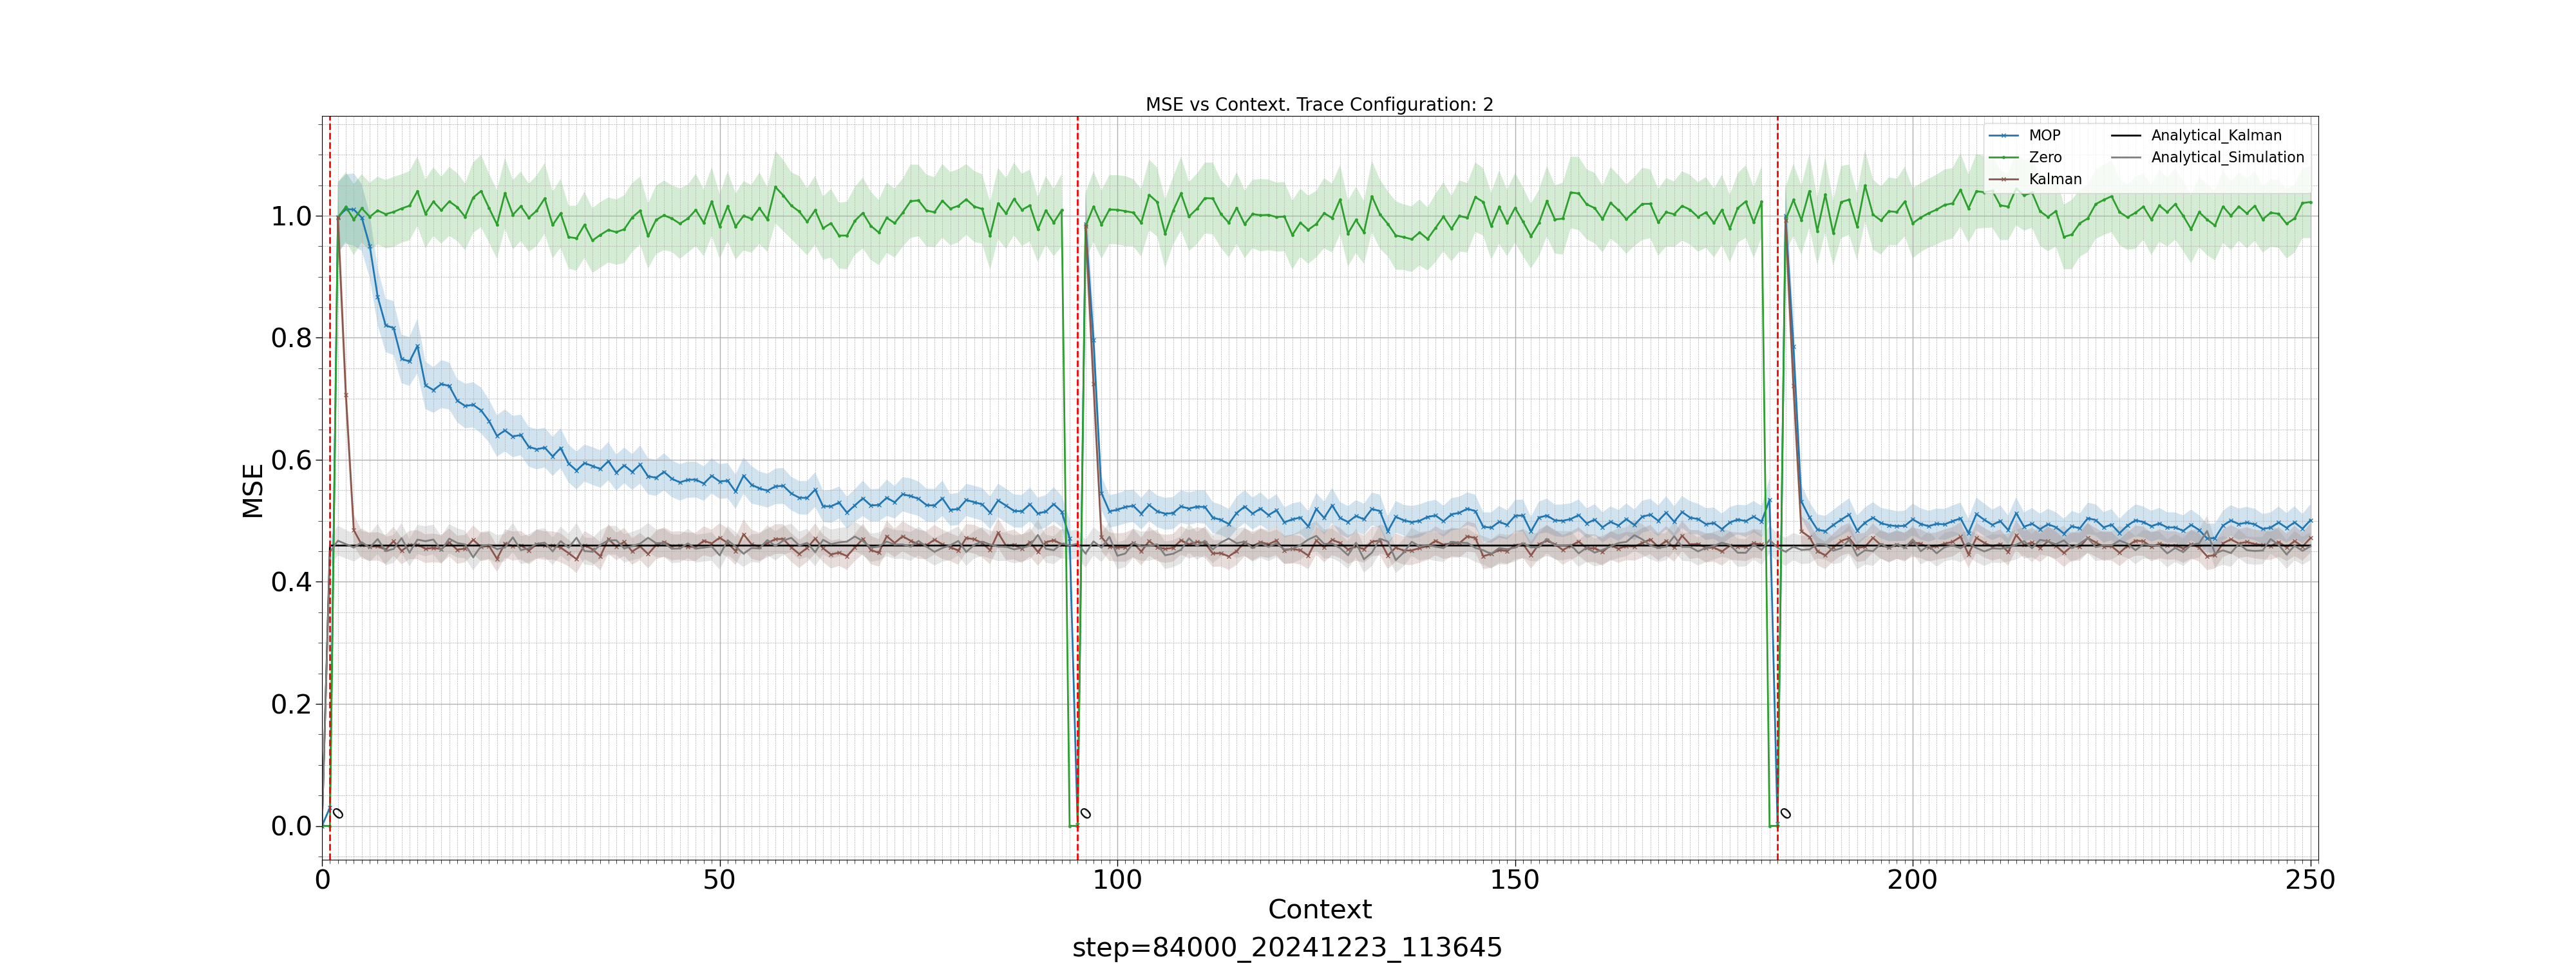 MSE vs Context. Trace Configuration: 2
MOP
Zero
Kalman
Analytical_Kalman
Analytical_Simulation
MSE
1.0
0.8
0.6
0.4
0.2
0.0
0
0
0
0 50 100 150 200 250
Context
step=84000_20241223_113645